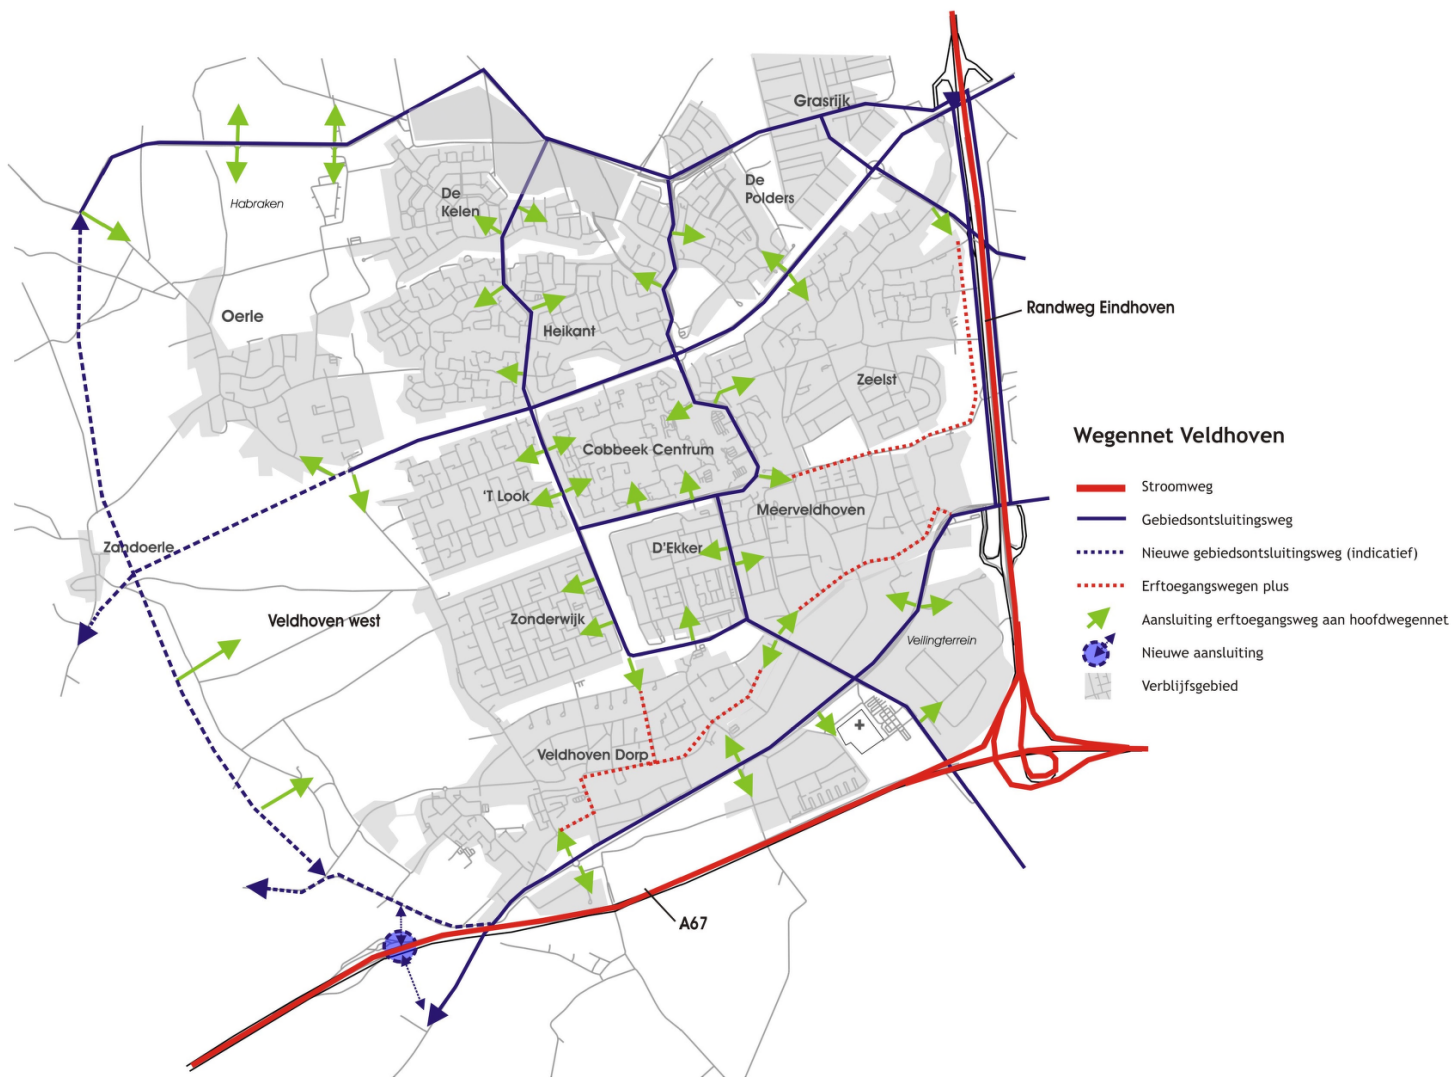 Grasrijk
De
Polders
De
Kelen
Habraken
Oerle
Heikant
Randweg Eindhoven
Zeelst
Cobbeek Centrum
'T Look
Meerveldhoven
D'Ekker
Zandoerle
Veldhoven west
Zonderwijk
Veilingterrein
Veldhoven Dorp
A67
Wegennet Veldhoven
Stroomweg
Gebiedsontsluitingsweg
Nieuwe gebiedsontsluitingsweg (indicatief)
Erftoegangswegen plus
Aansluiting erftoegangsweg aan hoofdwegennet
Nieuwe aansluiting
Verblijfsgebied